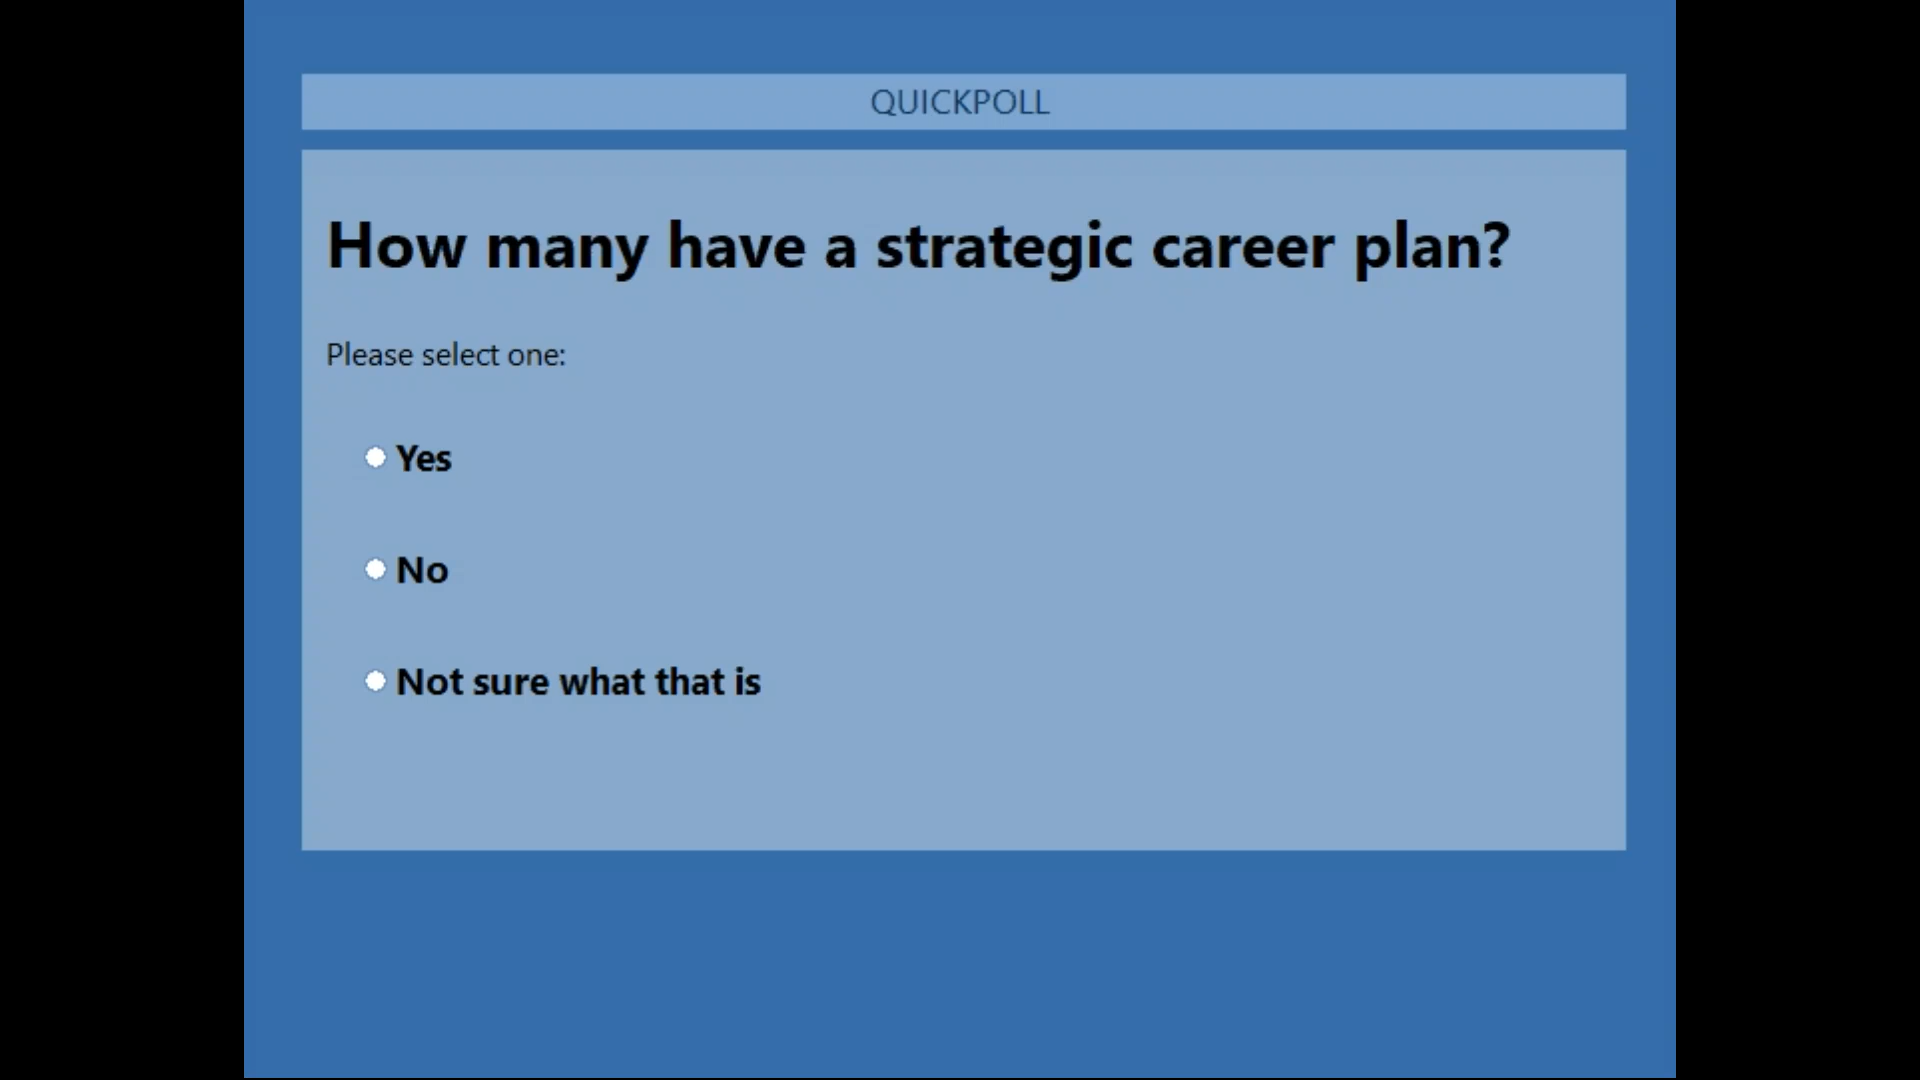 QUICKPOLL
How many have a strategic career plan?
Please select one:
Yes
No
Not sure what that is